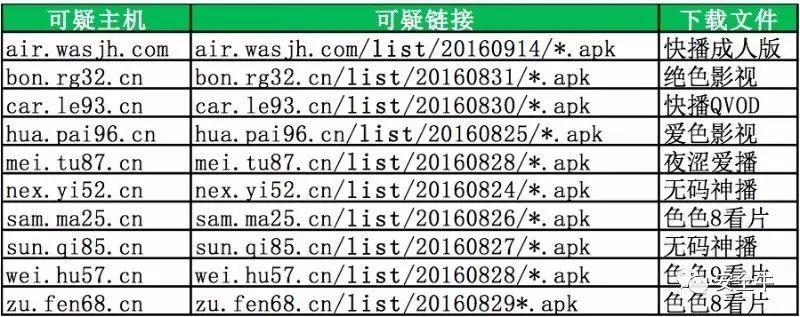 可疑主机 可疑链接 下载文件
air.wasjh.com air.wasjh.com/list/20160914/*.apk 快播成人版
bon.rg32.cn bon.rg32.cn/list/20160831/*.apk 绝色影视
car.le93.cn car.le93.cn/list/20160830/*.apk 快播QVOD
hua.pai96.cn hua.pai96.cn/list/20160825/*.apk 爱色影视
mei.tu87.cn mei.tu87.cn/list/20160828/*.apk 夜涩爱播
nex.yi52.cn nex.yi52.cn/list/20160824/*.apk 无码神播
sam.ma25.cn sam.ma25.cn/list/20160826/*.apk 色色8看片
sun.qi85.cn sun.qi85.cn/list/20160827/*.apk 无码神播
wei.hu57.cn wei.hu57.cn/list/20160828/*.apk 色色9看片
zu.fen68.cn zu.fen68.cn/list/20160829*.apk 色色8看片
安全牛